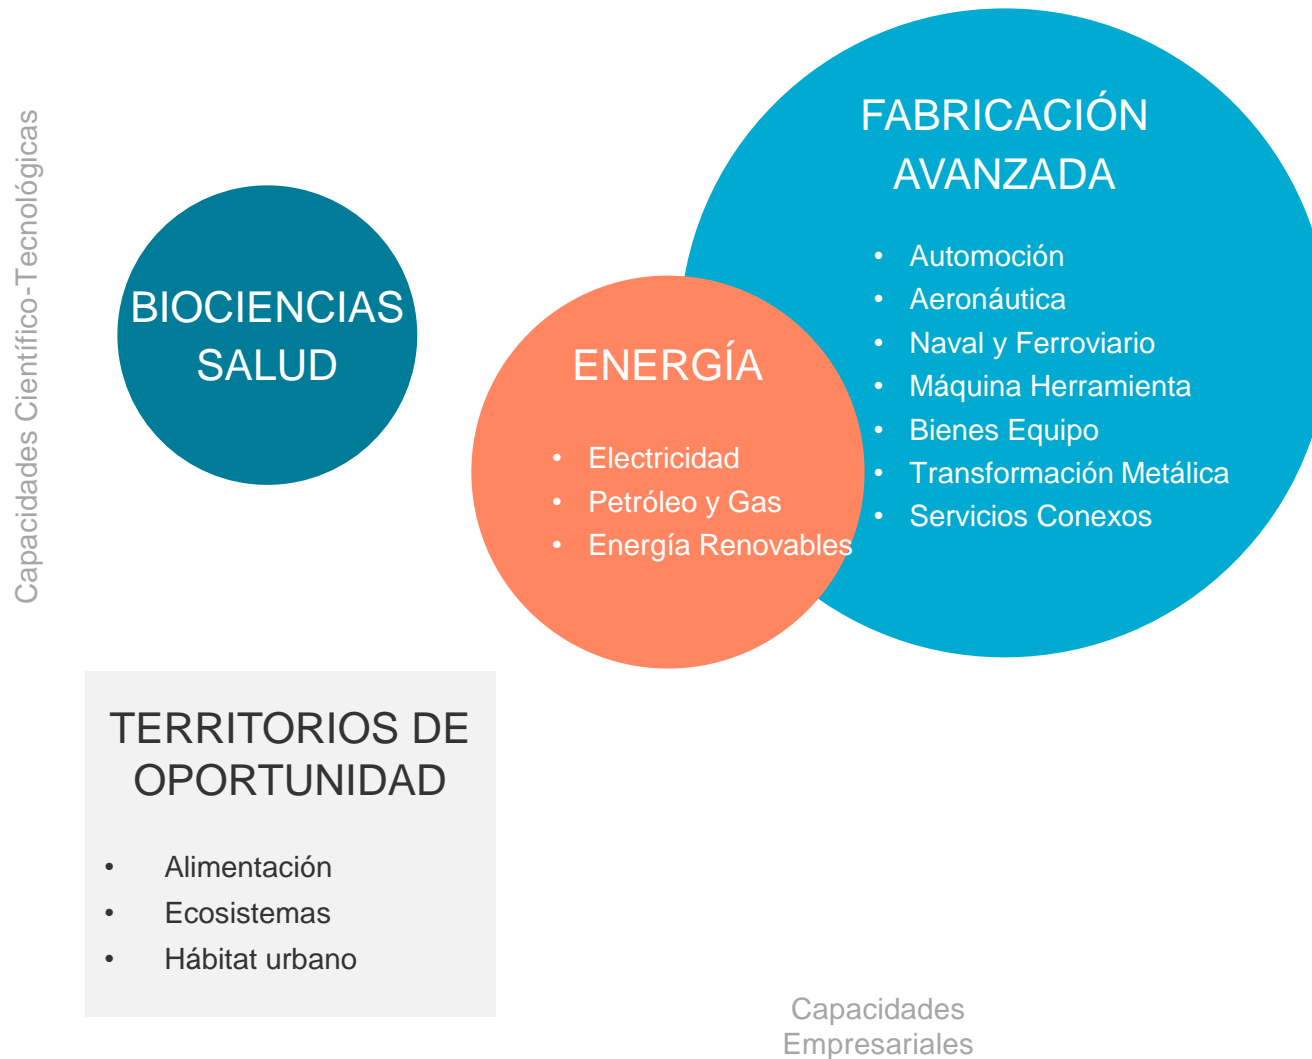 Capacidades Científico-Tecnológicas
BIOCIENCIAS
SALUD
ENERGÍA
• Electricidad
• Petróleo y Gas
• Energía Renovables
FABRICACIÓN
AVANZADA
• Automoción
• Aeronáutica
• Naval y Ferroviario
• Máquina Herramienta
• Bienes Equipo
• Transformación Metálica
• Servicios Conexos
TERRITORIOS DE
OPORTUNIDAD
• Alimentación
• Ecosistemas
• Hábitat urbano
Capacidades
Empresariales